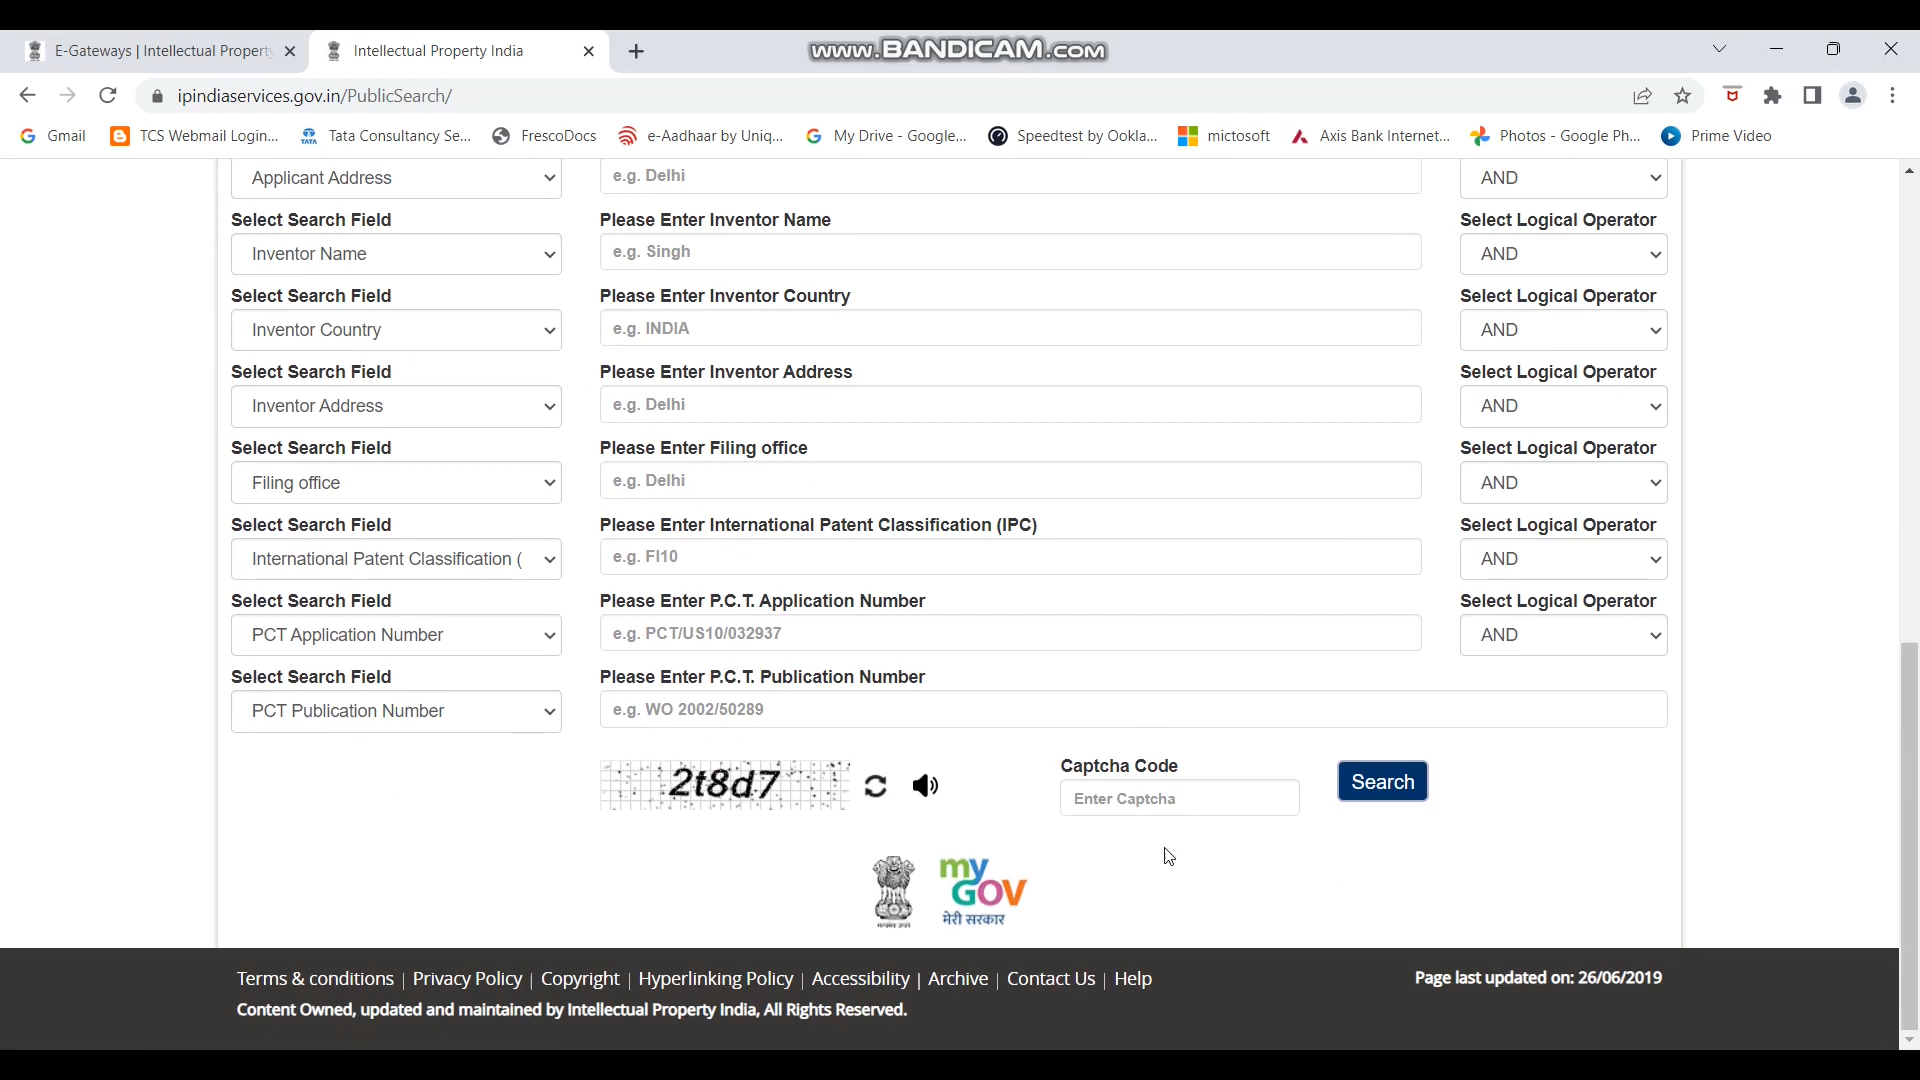 E-Gateways | Intellectual Property
Intellectual Property India
www.BANDICAM.com
ipindiaservices.gov.in/PublicSearch/
Gmail
TCS Webmail Login...
Tata Consultancy Se...
FrescoDocs
e-Aadhaar by Uniq...
My Drive - Google...
Speedtest by Ookla...
mictosoft
Axis Bank Internet...
Photos - Google Ph...
Prime Video
Applicant Address
e.g. Delhi
AND
Select Search Field
Please Enter Inventor Name
Select Logical Operator
Inventor Name
e.g. Singh
AND
Select Search Field
Please Enter Inventor Country
Select Logical Operator
Inventor Country
e.g. INDIA
AND
Select Search Field
Please Enter Inventor Address
Select Logical Operator
Inventor Address
e.g. Delhi
AND
Select Search Field
Please Enter Filing office
Select Logical Operator
Filing office
e.g. Delhi
AND
Select Search Field
Please Enter International Patent Classification (IPC)
Select Logical Operator
International Patent Classification (
e.g. FI10
AND
Select Search Field
Please Enter P.C.T. Application Number
Select Logical Operator
PCT Application Number
e.g. PCT/US10/032937
AND
Select Search Field
Please Enter P.C.T. Publication Number
PCT Publication Number
e.g. WO 2002/50289
2t8d7
Captcha Code
Enter Captcha
Search
my
GOV
मेरी सरकार
Terms & conditions | Privacy Policy | Copyright | Hyperlinking Policy | Accessibility | Archive | Contact Us | Help
Page last updated on: 26/06/2019
Content Owned, updated and maintained by Intellectual Property India, All Rights Reserved.